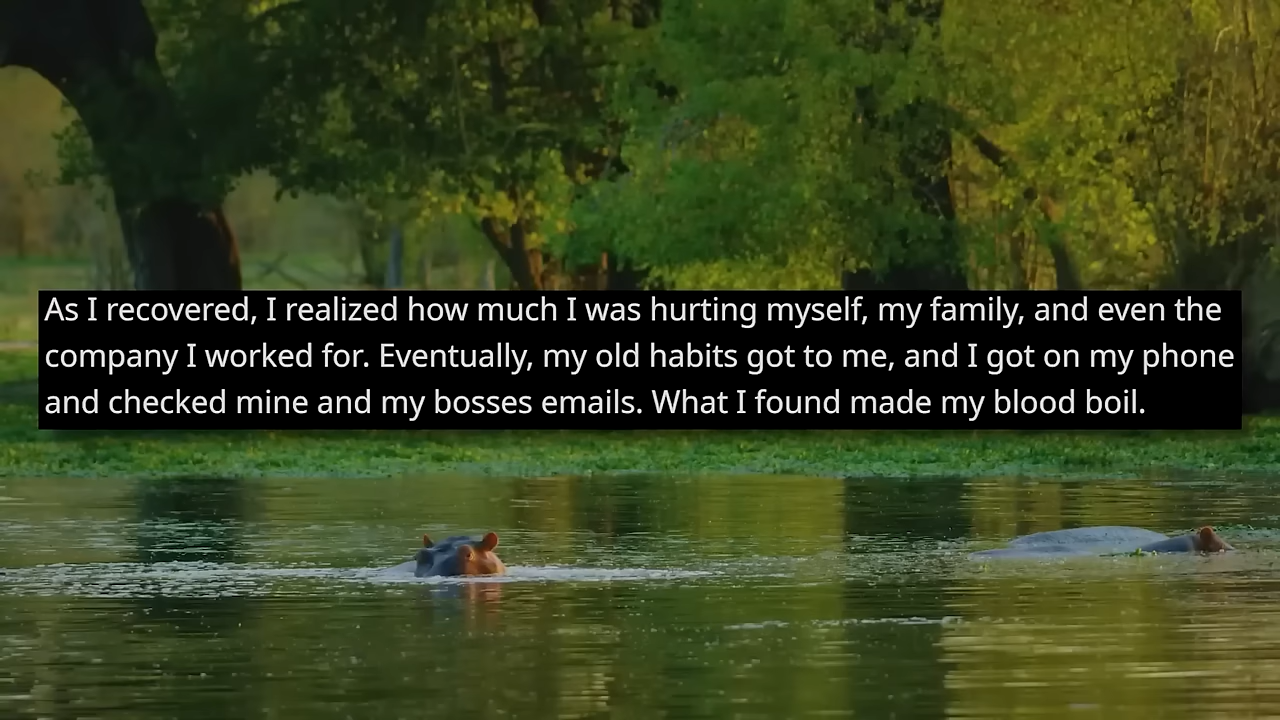 As I recovered, I realized how much I was hurting myself, my family, and even the
company I worked for. Eventually, my old habits got to me, and I got on my phone
and checked mine and my bosses emails. What I found made my blood boil.